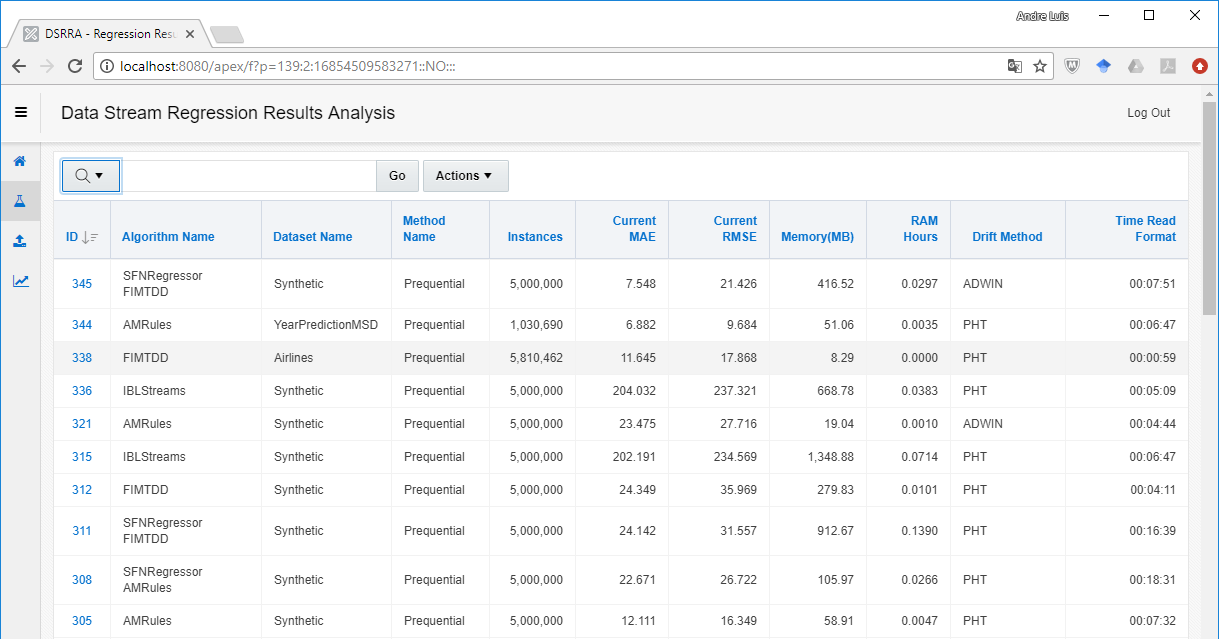 Andre Luis
DSRRA - Regression Resu
localhost:8080/apex/f?p=139:2:16854509583271::NO:::
Data Stream Regression Results Analysis
Log Out
Go
Actions
ID Algorithm Name Dataset Name Method Name Instances Current MAE Current RMSE Memory(MB) RAM Hours Drift Method Time Read Format
345 SFNRegressor FIMTDD Synthetic Prequential 5,000,000 7.548 21.426 416.52 0.0297 ADWIN 00:07:51
344 AMRules YearPredictionMSD Prequential 1,030,690 6.882 9.684 51.06 0.0035 PHT 00:06:47
338 FIMTDD Airlines Prequential 5,810,462 11.645 17.868 8.29 0.0000 PHT 00:00:59
336 IBLStreams Synthetic Prequential 5,000,000 204.032 237.321 668.78 0.0383 PHT 00:05:09
321 AMRules Synthetic Prequential 5,000,000 23.475 27.716 19.04 0.0010 ADWIN 00:04:44
315 IBLStreams Synthetic Prequential 5,000,000 202.191 234.569 1,348.88 0.0714 PHT 00:06:47
312 FIMTDD Synthetic Prequential 5,000,000 24.349 35.969 279.83 0.0101 PHT 00:04:11
311 SFNRegressor FIMTDD Synthetic Prequential 5,000,000 24.142 31.557 912.67 0.1390 PHT 00:16:39
308 SFNRegressor AMRules Synthetic Prequential 5,000,000 22.671 26.722 105.97 0.0266 PHT 00:18:31
305 AMRules Synthetic Prequential 5,000,000 12.111 16.349 58.91 0.0047 PHT 00:07:32